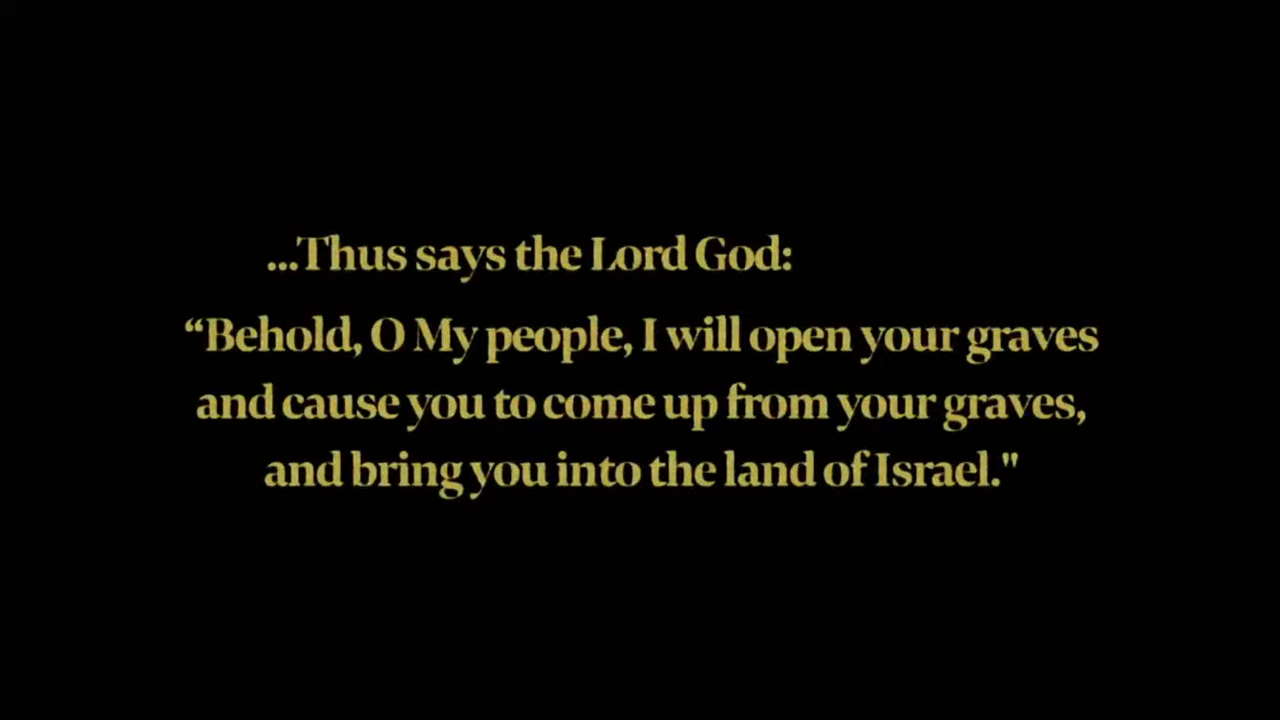 ...Thus says the Lord God:
“Behold, O My people, I will open your graves
and cause you to come up from your graves,
and bring you into the land of Israel."